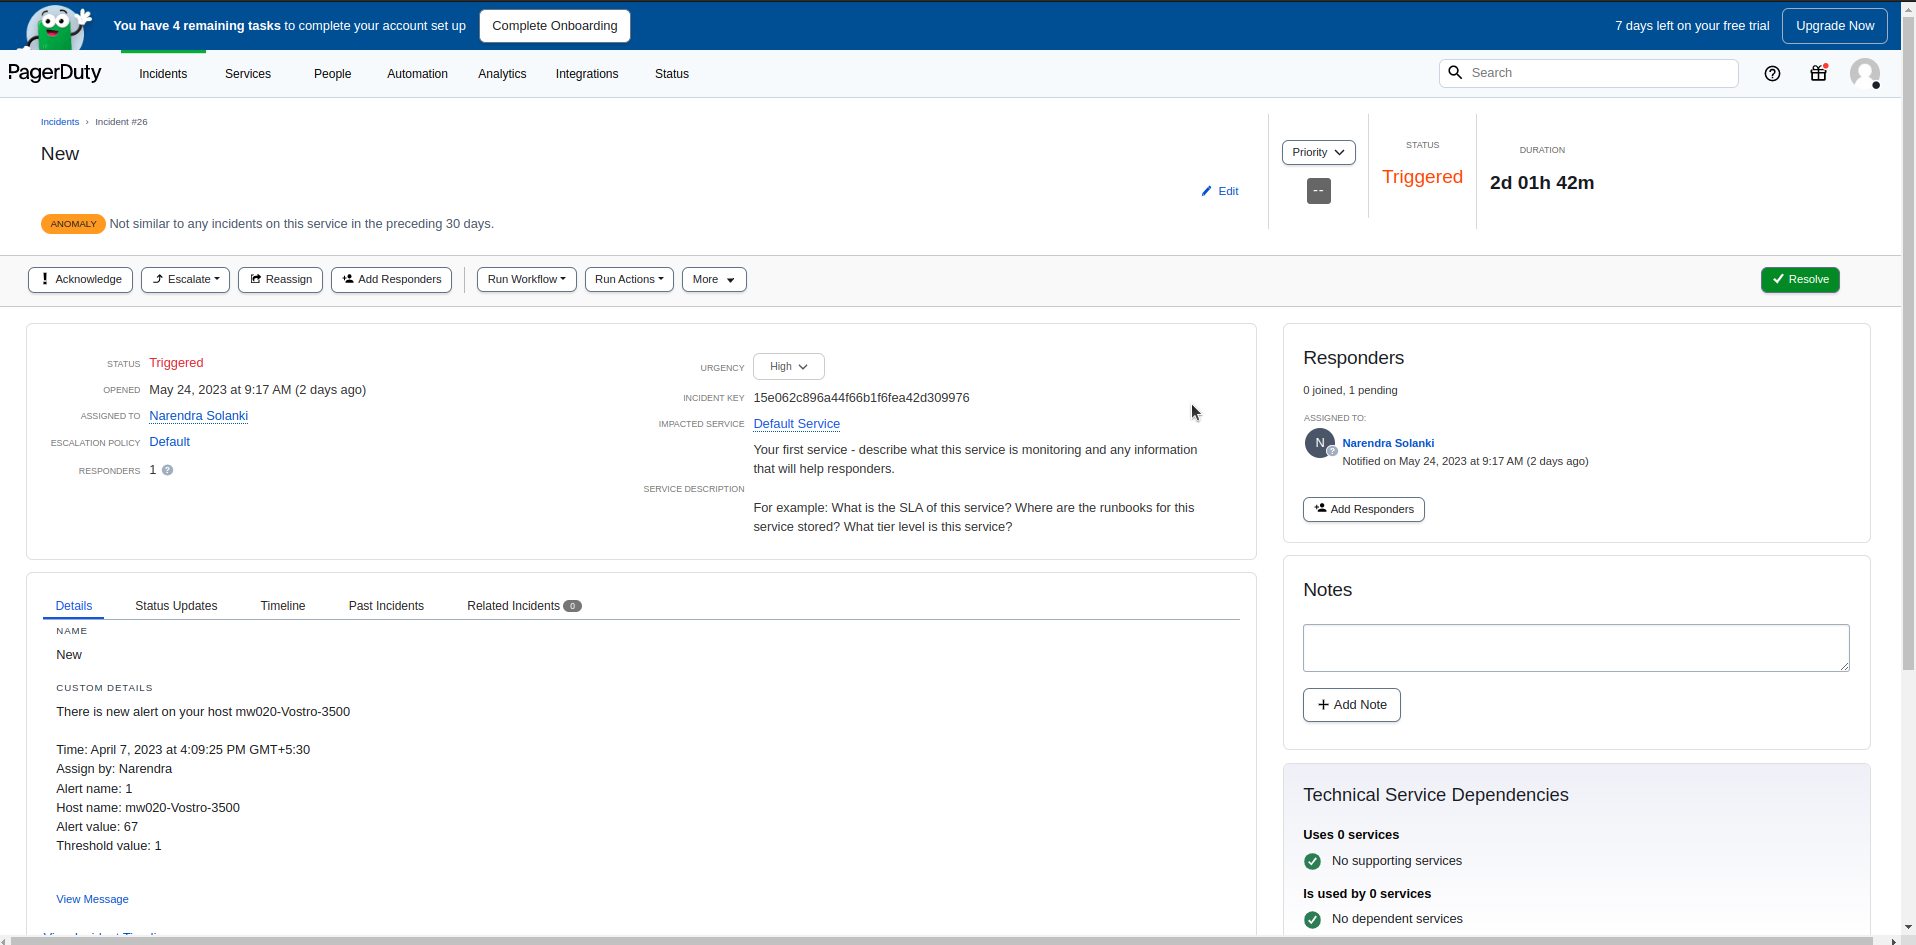 You have 4 remaining tasks to complete your account set up
Complete Onboarding
7 days left on your free trial
Upgrade Now
PagerDuty
Incidents
Services
People
Automation
Analytics
Integrations
Status
Search
Incidents › Incident #26
New
Edit
Priority
--
STATUS
Triggered
DURATION
2d 01h 42m
ANOMALY Not similar to any incidents on this service in the preceding 30 days.
Acknowledge
Escalate
Reassign
Add Responders
Run Workflow
Run Actions
More
Resolve
STATUS Triggered
OPENED May 24, 2023 at 9:17 AM (2 days ago)
ASSIGNED TO Narendra Solanki
ESCALATION POLICY Default
RESPONDERS 1 ?
URGENCY High
INCIDENT KEY 15e062c896a44f66b1f6fea42d309976
IMPACTED SERVICE Default Service
SERVICE DESCRIPTION
Your first service - describe what this service is monitoring and any information
that will help responders.
For example: What is the SLA of this service? Where are the runbooks for this
service stored? What tier level is this service?
Responders
0 joined, 1 pending
ASSIGNED TO:
N ?
Narendra Solanki
Notified on May 24, 2023 at 9:17 AM (2 days ago)
Add Responders
Details
Status Updates
Timeline
Past Incidents
Related Incidents 0
NAME
New
CUSTOM DETAILS
There is new alert on your host mw020-Vostro-3500
Time: April 7, 2023 at 4:09:25 PM GMT+5:30
Assign by: Narendra
Alert name: 1
Host name: mw020-Vostro-3500
Alert value: 67
Threshold value: 1
View Message
Notes
Add Note
Technical Service Dependencies
Uses 0 services
No supporting services
Is used by 0 services
No dependent services